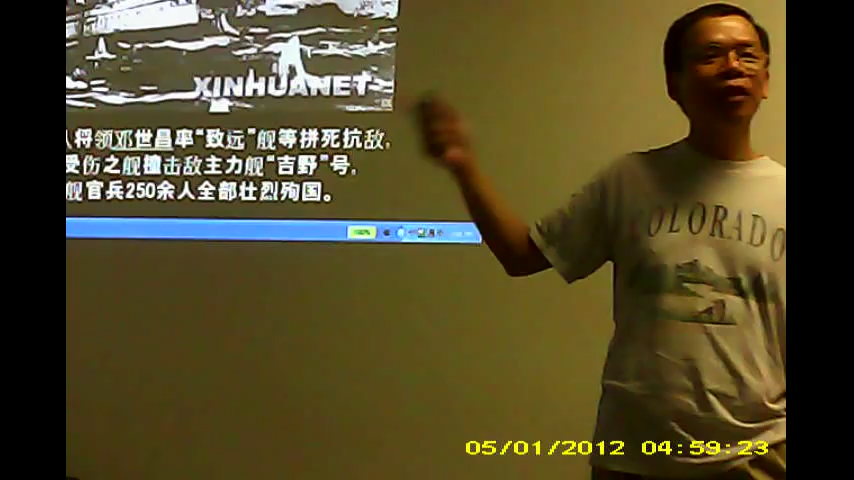 XINHUANET
将领邓世昌率“致远”舰等拼死抗敌,
受伤之舰撞击敌主力舰“吉野”号,
舰官兵250余人全部壮烈殉国。
COLORADO
05/01/2012 04:59:23